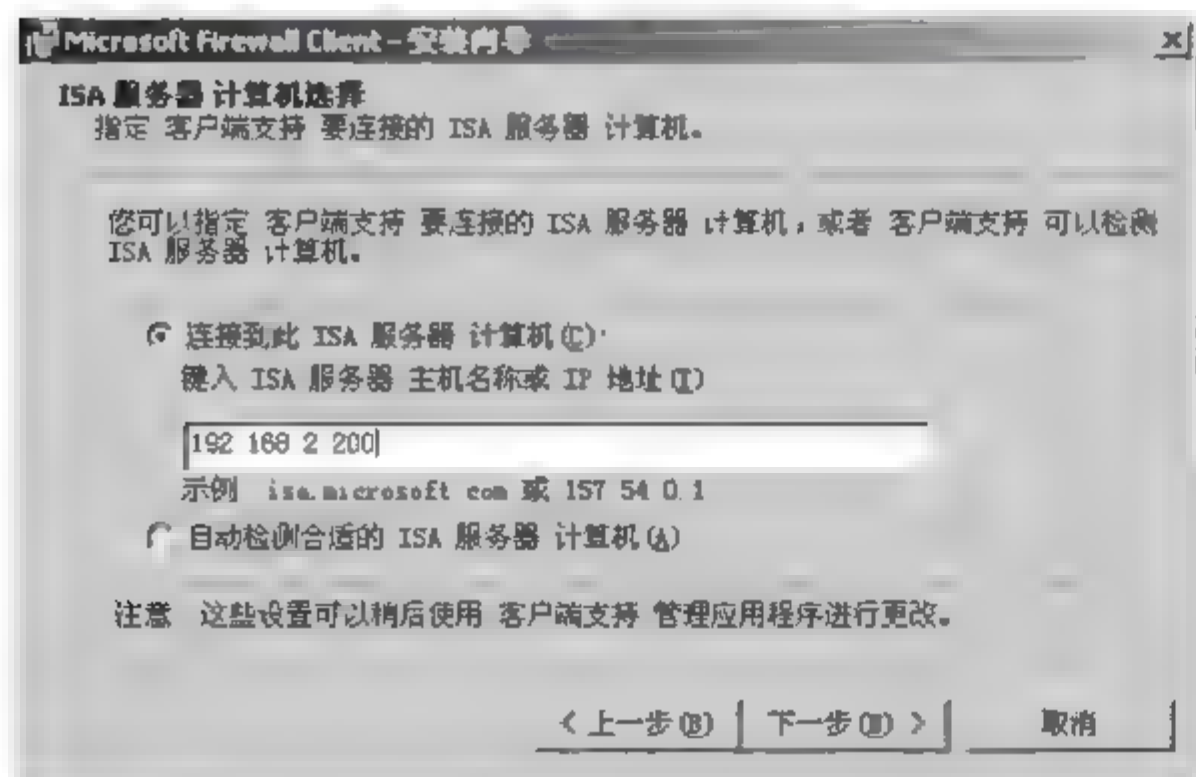 Microsoft Firewall Client - 安装向导
ISA 服务器 计算机选择
指定 客户端支持 要连接的 ISA 服务器 计算机。
您可以指定 客户端支持 要连接的 ISA 服务器 计算机，或者 客户端支持 可以检测
ISA 服务器 计算机。
连接到此 ISA 服务器 计算机(C):
键入 ISA 服务器 主机名称或 IP 地址(T)
192 168 2 200
示例 isa.microsoft com 或 157 54 0.1
自动检测合适的 ISA 服务器 计算机(A)
注意 这些设置可以稍后使用 客户端支持 管理应用程序进行更改。
< 上一步(B)
下一步(N) >
取消